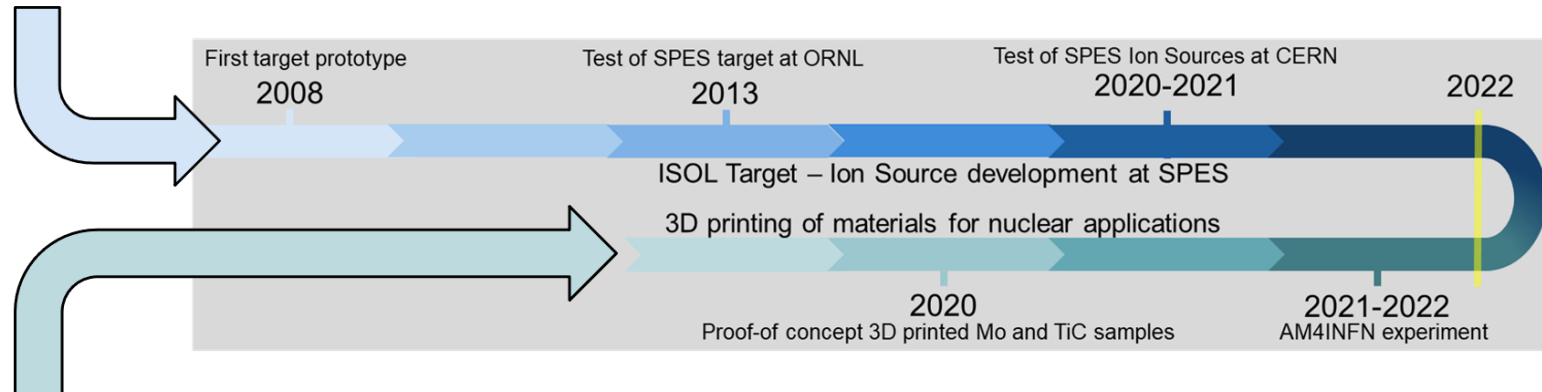 First target prototype
2008
Test of SPES target at ORNL
2013
Test of SPES Ion Sources at CERN
2020-2021
2022
ISOL Target – Ion Source development at SPES
3D printing of materials for nuclear applications
2020
Proof-of concept 3D printed Mo and TiC samples
2021-2022
AM4INFN experiment